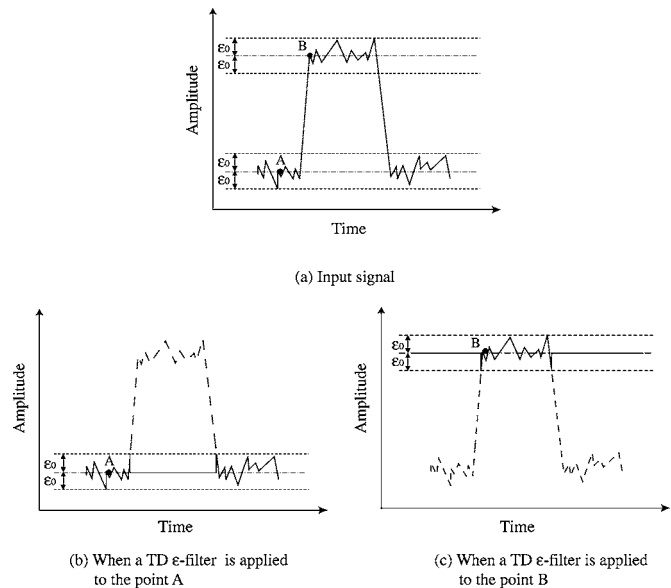 ε₀
ε₀
B
Amplitude
ε₀
ε₀
A
Time
(a) Input signal
Amplitude
ε₀
ε₀
A
Time
(b) When a TD ε-filter is applied
to the point A
Amplitude
ε₀
ε₀
B
Time
(c) When a TD ε-filter is applied
to the point B